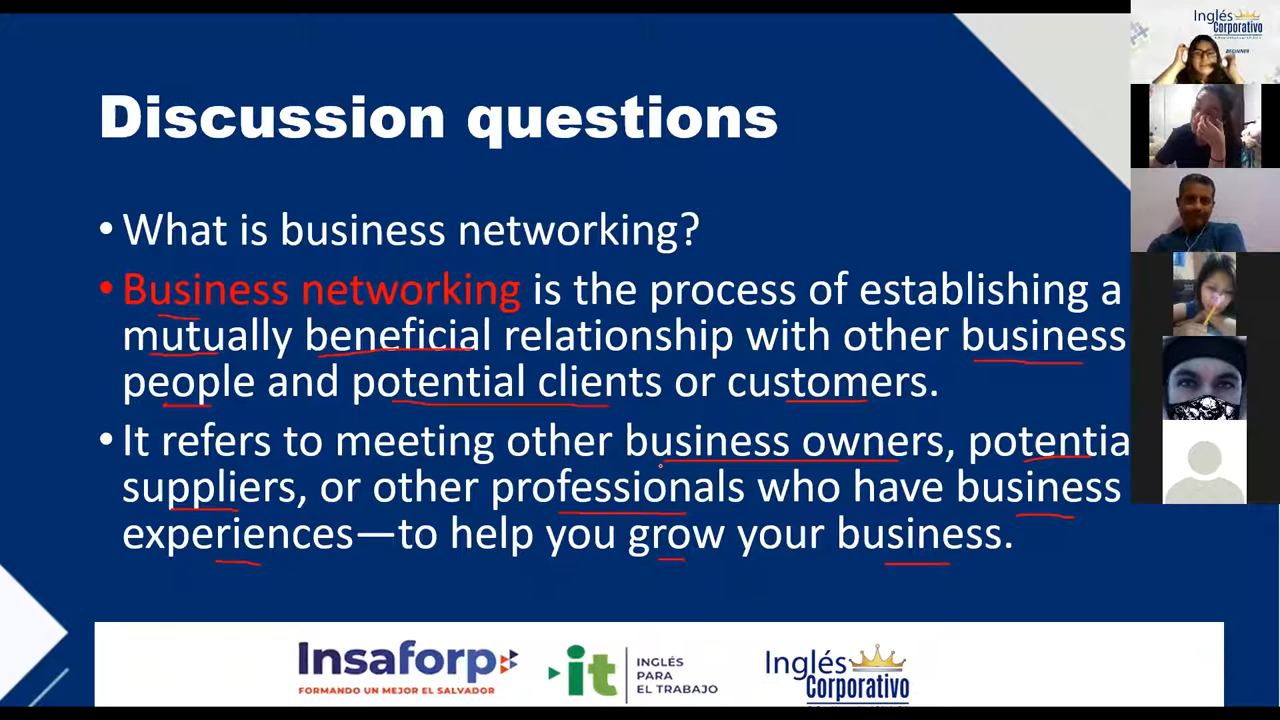 Discussion questions
• What is business networking?
• Business networking is the process of establishing a
mutually beneficial relationship with other business
people and potential clients or customers.
• It refers to meeting other business owners, potentia
suppliers, or other professionals who have business
experiences—to help you grow your business.
Insaforp
FORMANDO UN MEJOR EL SALVADOR
it
INGLÉS
PARA
EL TRABAJO
Inglés
Corporativo
Inglés
Corporativo
BEGINNER